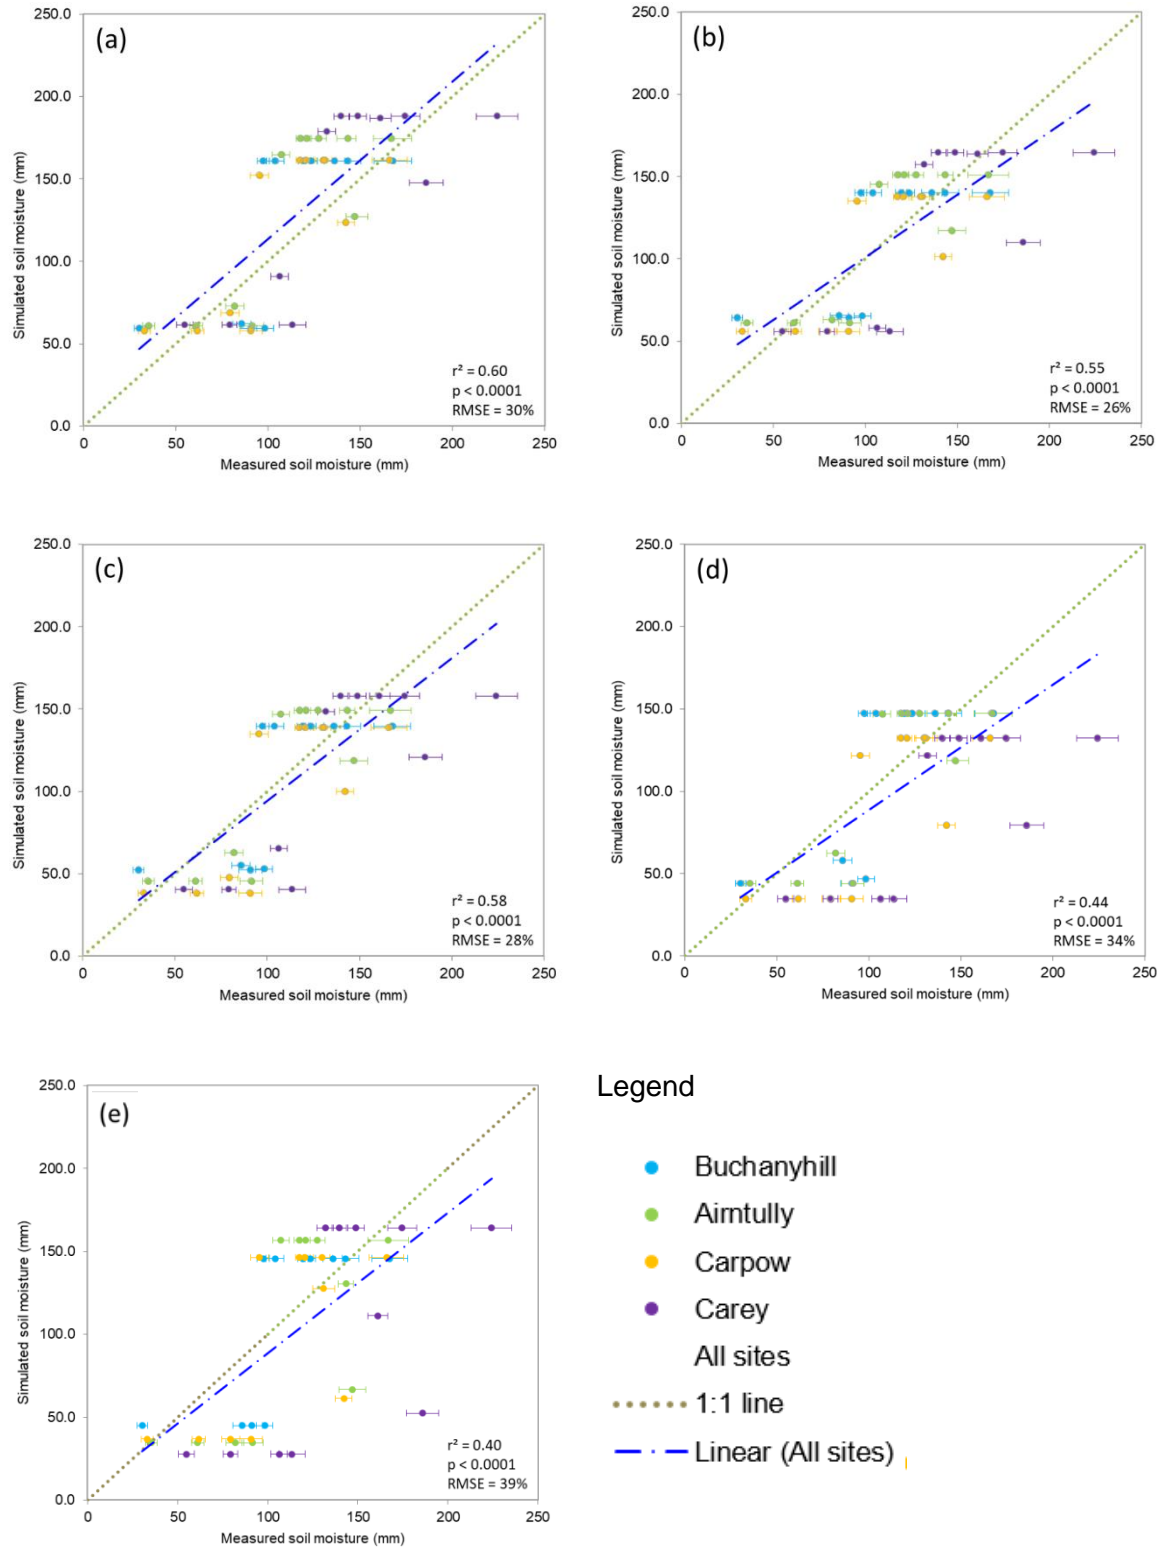 (a)
Simulated soil moisture (mm)
250.0
200.0
150.0
100.0
50.0
0.0
r² = 0.60
p < 0.0001
RMSE = 30%
0 50 100 150 200 250
Measured soil moisture (mm)
(b)
Simulated soil moisture (mm)
250.0
200.0
150.0
100.0
50.0
0.0
r² = 0.55
p < 0.0001
RMSE = 26%
0 50 100 150 200 250
Measured soil moisture (mm)
(c)
Simulated soil moisture (mm)
250.0
200.0
150.0
100.0
50.0
0.0
r² = 0.58
p < 0.0001
RMSE = 28%
0 50 100 150 200 250
Measured soil moisture (mm)
(d)
Simulated soil moisture (mm)
250.0
200.0
150.0
100.0
50.0
0.0
r² = 0.44
p < 0.0001
RMSE = 34%
0 50 100 150 200 250
Measured soil moisture (mm)
(e)
Simulated soil moisture (mm)
250.0
200.0
150.0
100.0
50.0
0.0
r² = 0.40
p < 0.0001
RMSE = 39%
0 50 100 150 200 250
Measured soil moisture (mm)
Legend
Buchanyhill
Airntully
Carpow
Carey
All sites
1:1 line
Linear (All sites)